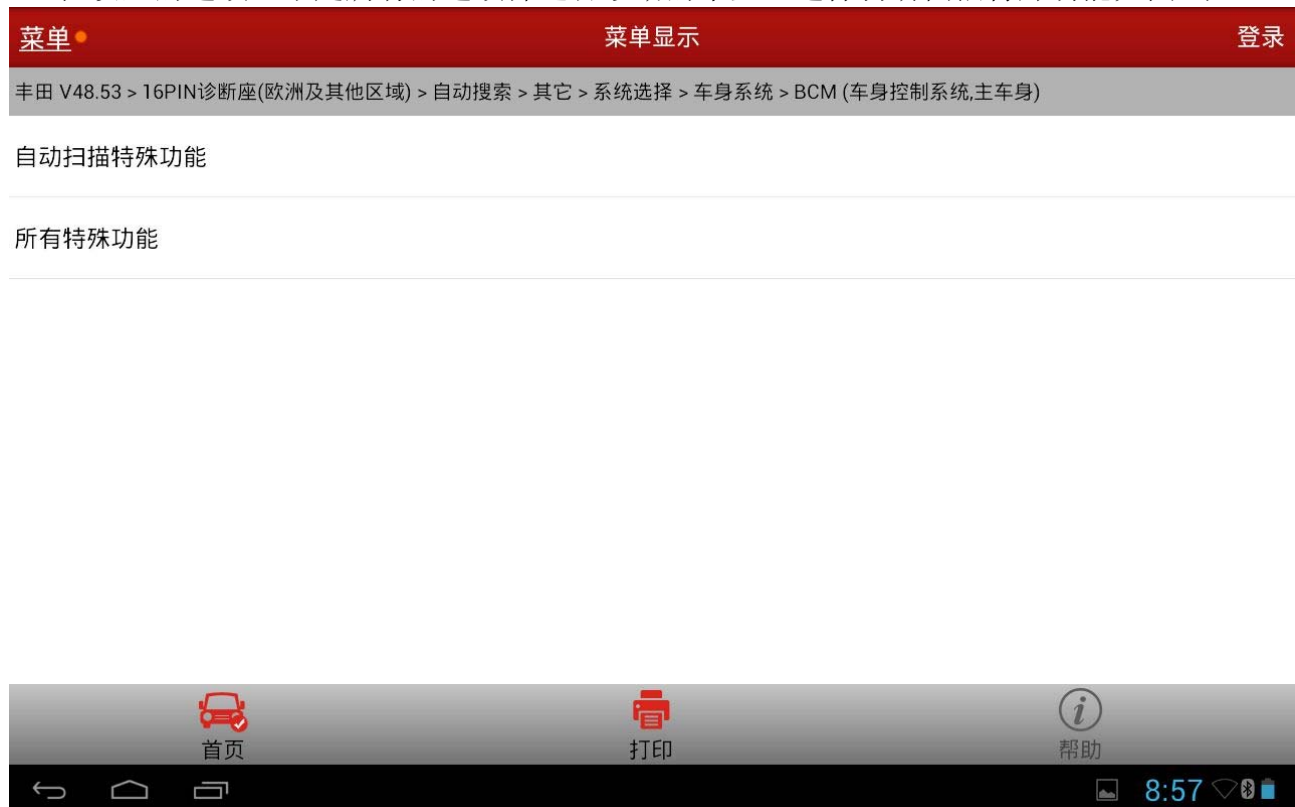 菜单
菜单显示
登录
丰田 V48.53 > 16PIN诊断座(欧洲及其他区域) > 自动搜索 > 其它 > 系统选择 > 车身系统 > BCM (车身控制系统,主车身)
自动扫描特殊功能
所有特殊功能
首页
打印
帮助
8:57